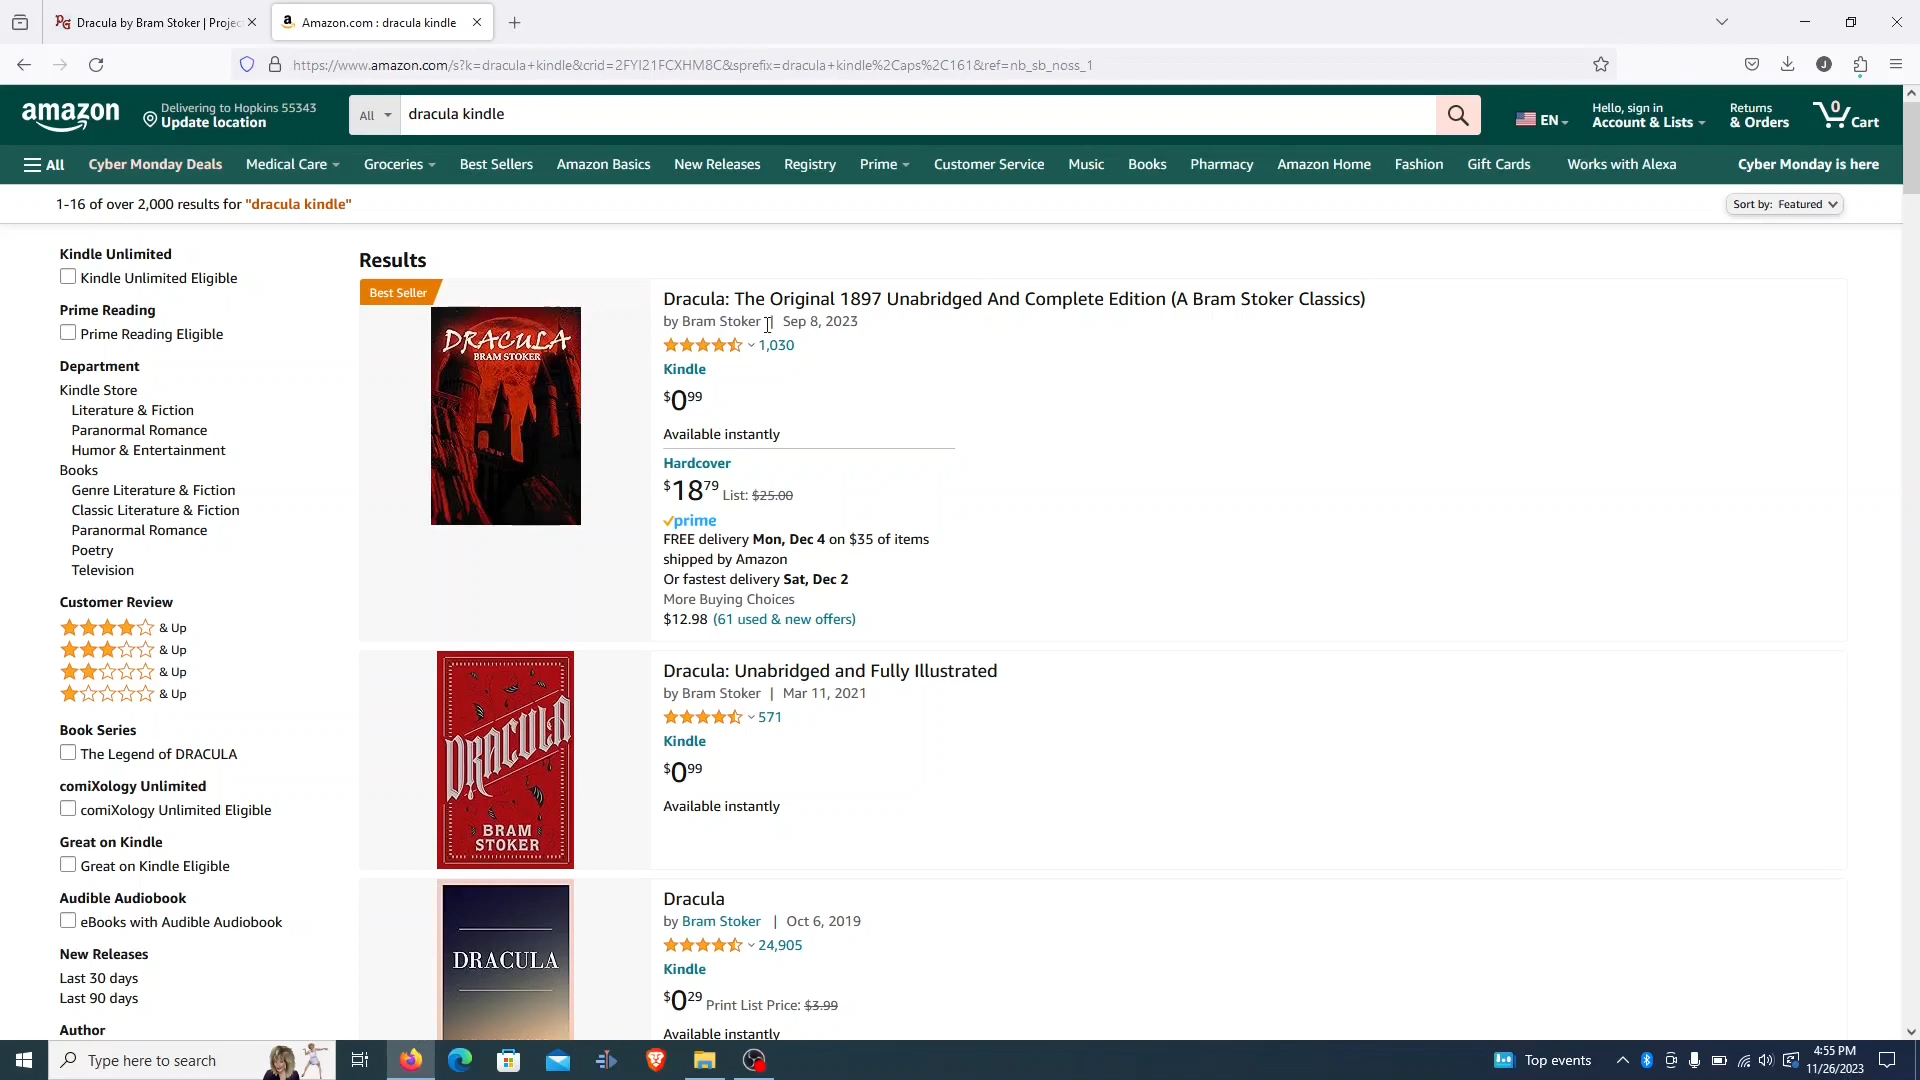 Dracula by Bram Stoker | Projec
Amazon.com : dracula kindle
https://www.amazon.com/s?k=dracula+kindle&crid=2FYI21FCXHM8C&sprefix=dracula+kindle%2Caps%2C161&ref=nb_sb_noss_1
amazon
Delivering to Hopkins 55343
Update location
All
dracula kindle
EN
Hello, sign in
Account & Lists
Returns
& Orders
0
Cart
All
Cyber Monday Deals
Medical Care
Groceries
Best Sellers
Amazon Basics
New Releases
Registry
Prime
Customer Service
Music
Books
Pharmacy
Amazon Home
Fashion
Gift Cards
Works with Alexa
Cyber Monday is here
1-16 of over 2,000 results for "dracula kindle"
Sort by: Featured
Kindle Unlimited
Kindle Unlimited Eligible
Prime Reading
Prime Reading Eligible
Department
Kindle Store
Literature & Fiction
Paranormal Romance
Humor & Entertainment
Books
Genre Literature & Fiction
Classic Literature & Fiction
Paranormal Romance
Poetry
Television
Customer Review
& Up
& Up
& Up
& Up
Book Series
The Legend of DRACULA
comiXology Unlimited
comiXology Unlimited Eligible
Great on Kindle
Great on Kindle Eligible
Audible Audiobook
eBooks with Audible Audiobook
New Releases
Last 30 days
Last 90 days
Author
Results
Best Seller
DRACULA
BRAM STOKER
Dracula: The Original 1897 Unabridged And Complete Edition (A Bram Stoker Classics)
by Bram Stoker | Sep 8, 2023
1,030
Kindle
$0.99
Available instantly
Hardcover
$18.79 List: $25.00
prime
FREE delivery Mon, Dec 4 on $35 of items
shipped by Amazon
Or fastest delivery Sat, Dec 2
More Buying Choices
$12.98 (61 used & new offers)
DRACULA
BRAM
STOKER
Dracula: Unabridged and Fully Illustrated
by Bram Stoker | Mar 11, 2021
571
Kindle
$0.99
Available instantly
DRACULA
Dracula
by Bram Stoker | Oct 6, 2019
24,905
Kindle
$0.29 Print List Price: $3.99
Available instantly
Type here to search
Top events
4:55 PM
11/26/2023